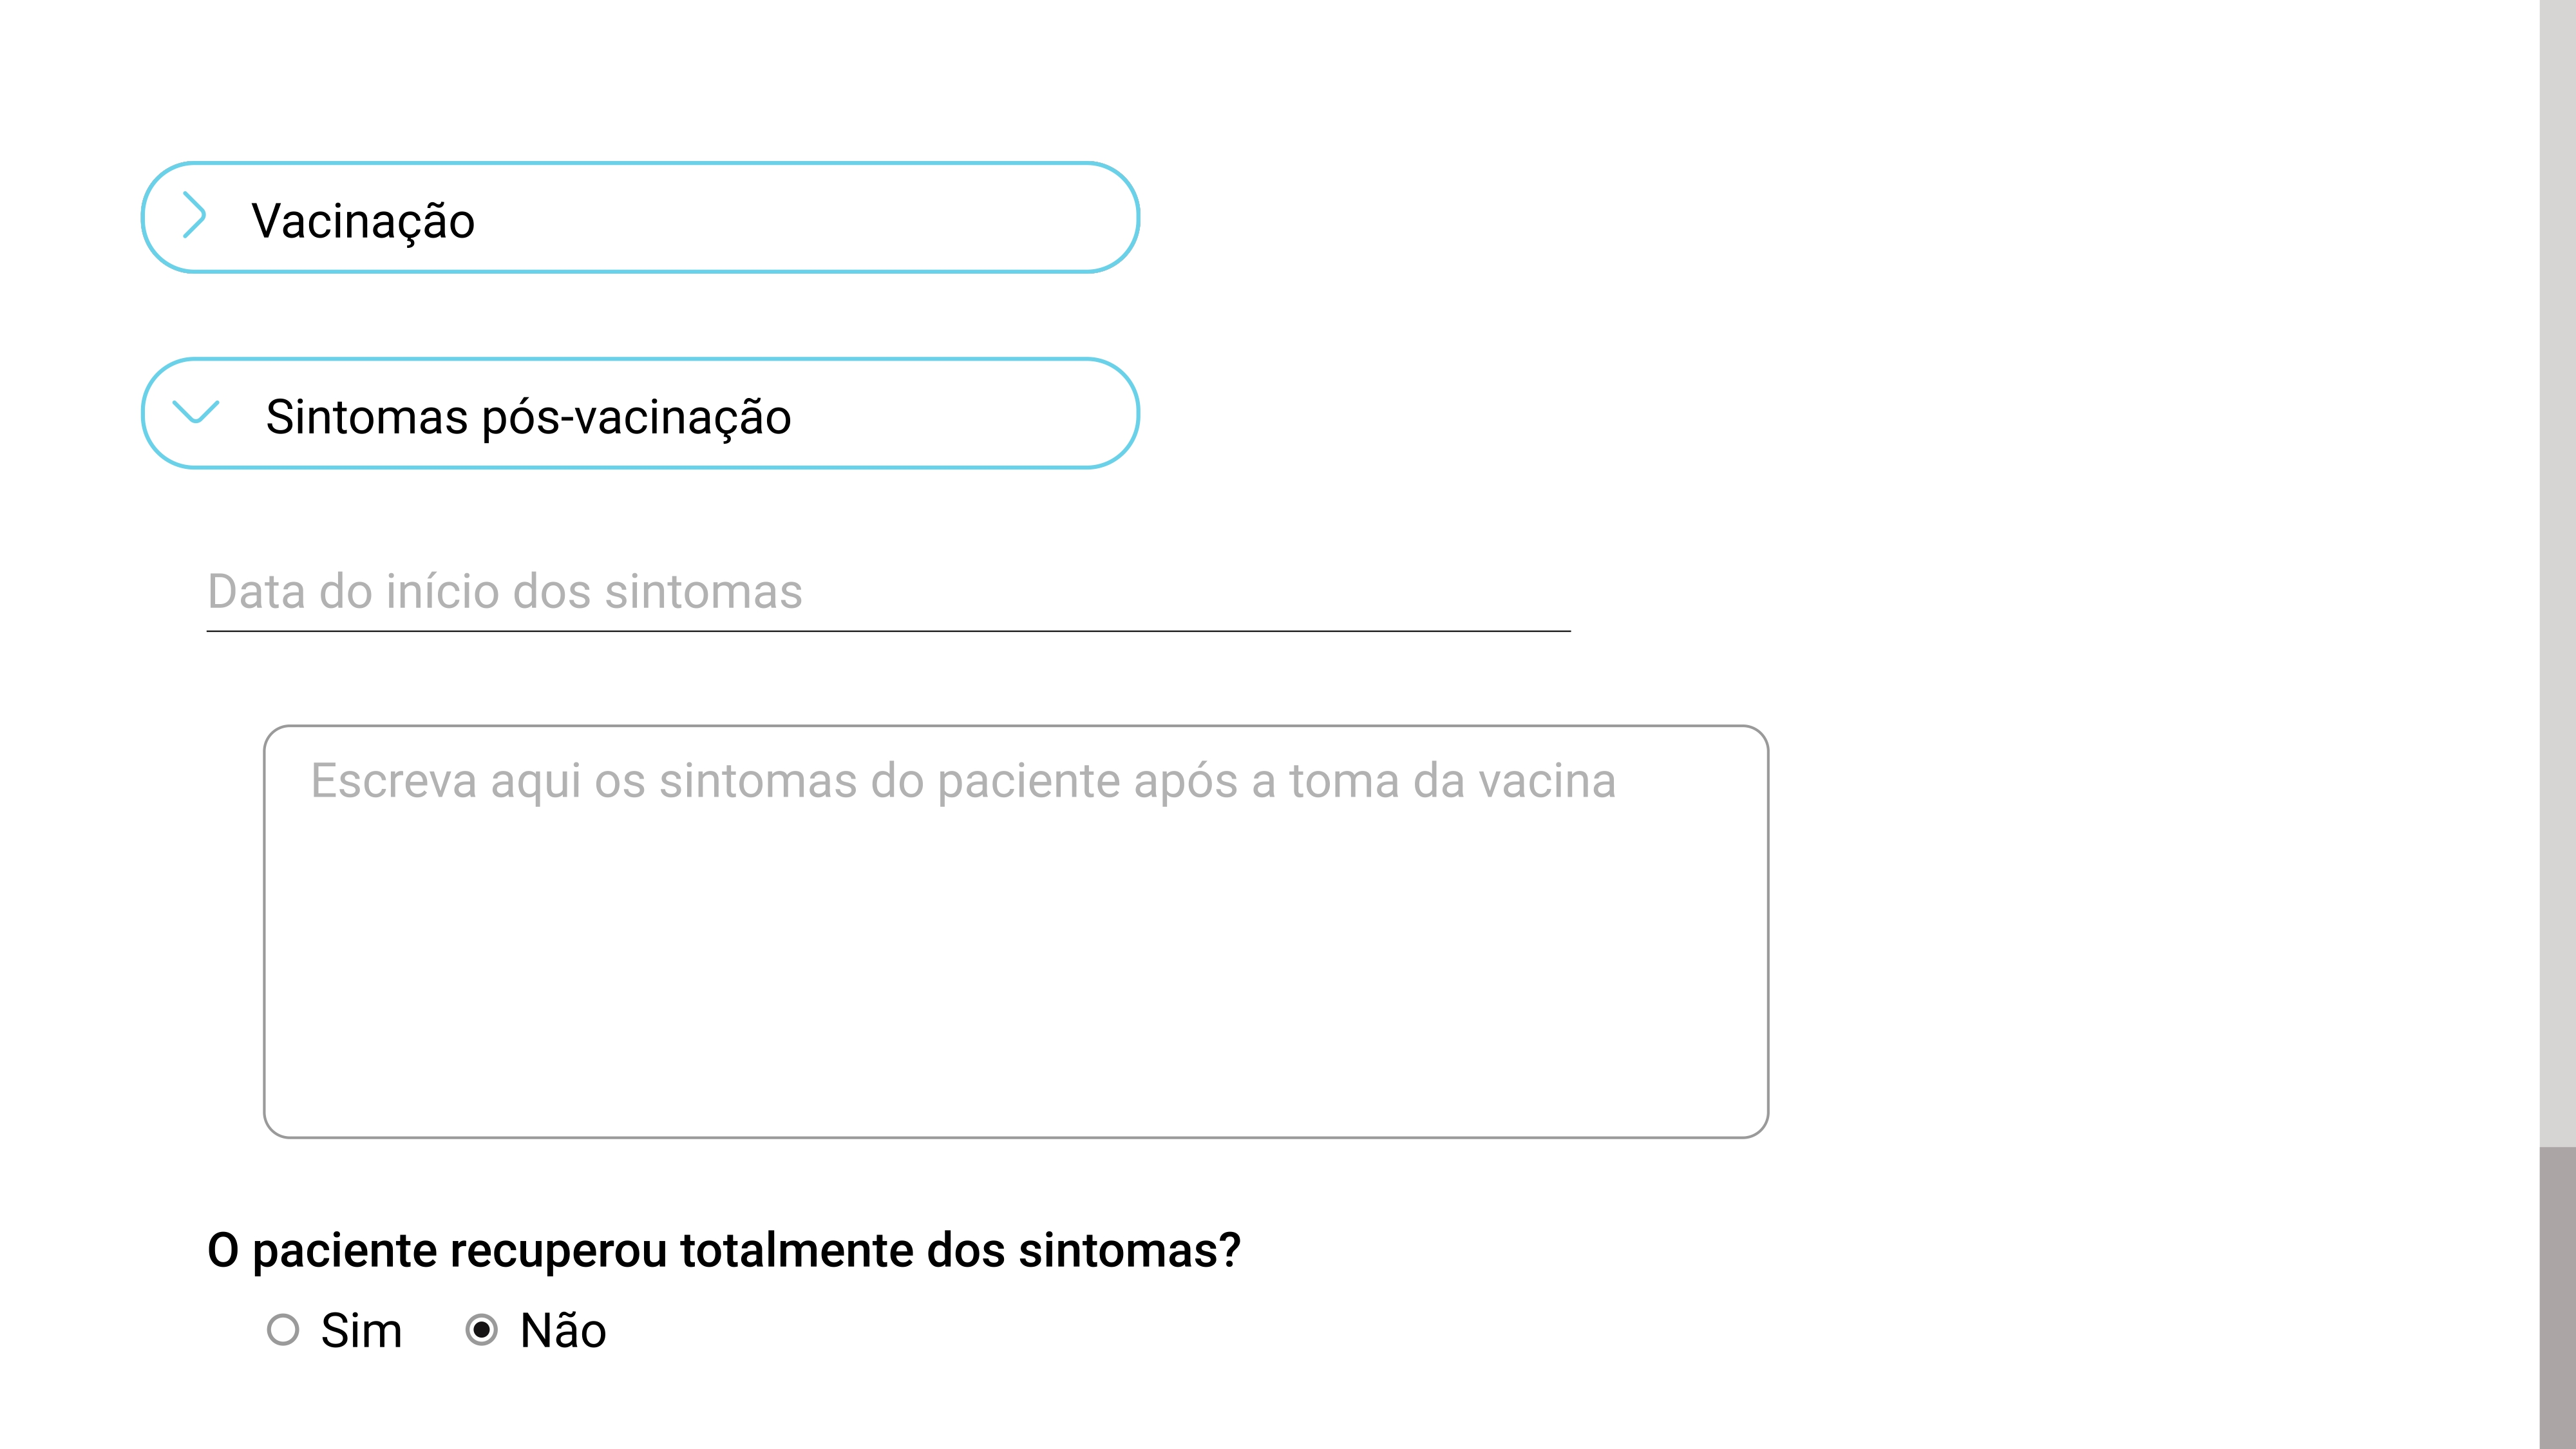 Vacinação
Sintomas pós-vacinação
Data do início dos sintomas
Escreva aqui os sintomas do paciente após a toma da vacina
O paciente recuperou totalmente dos sintomas?
Sim Não